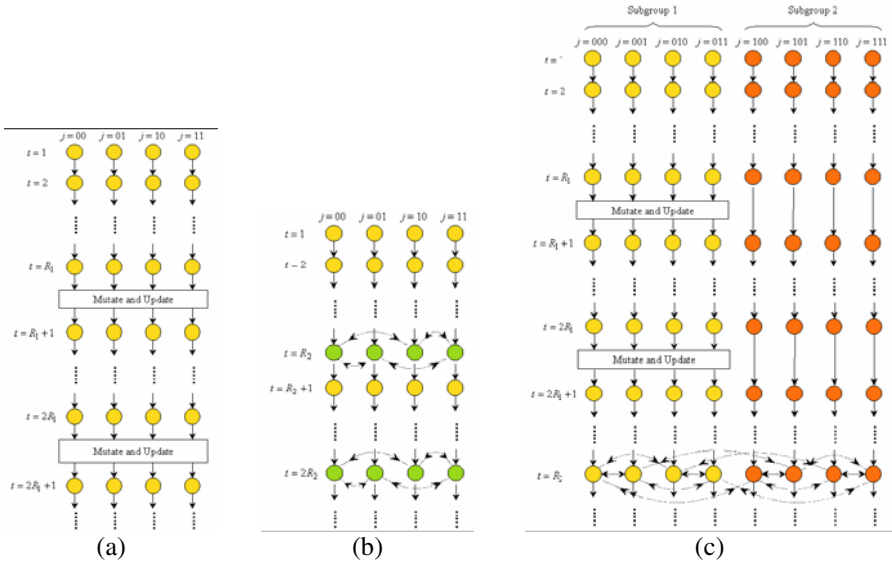 j=00 j=01 j=10 j=11
t=1
t=2
t=R₁
Mutate and Update
t=R₁+1
t=2R₁
Mutate and Update
t=2R₁+1
(a)
j=00 j=01 j=10 j=11
t=1
t=2
t=R₂
t=R₂+1
t=2R₂
(b)
Subgroup 1 Subgroup 2
j=000 j=001 j=010 j=011 j=100 j=101 j=110 j=111
t=
t=2
t=R₁
Mutate and Update
t=R₁+1
t=2R₁
Mutate and Update
t=2R₁+1
t=R₂
(c)